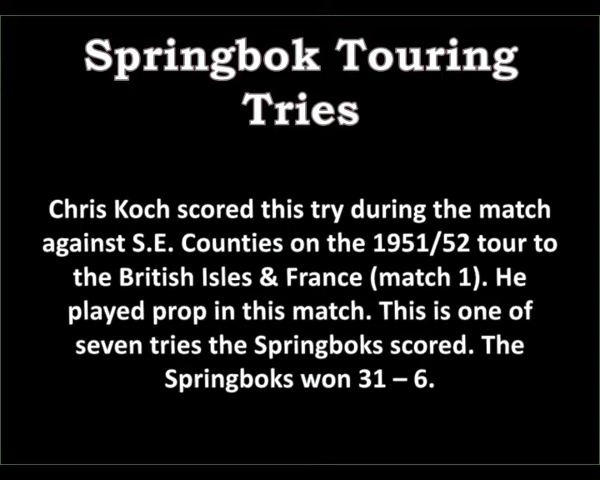 Springbok Touring
Tries
Chris Koch scored this try during the match
against S.E. Counties on the 1951/52 tour to
the British Isles & France (match 1). He
played prop in this match. This is one of
seven tries the Springboks scored. The
Springboks won 31 – 6.